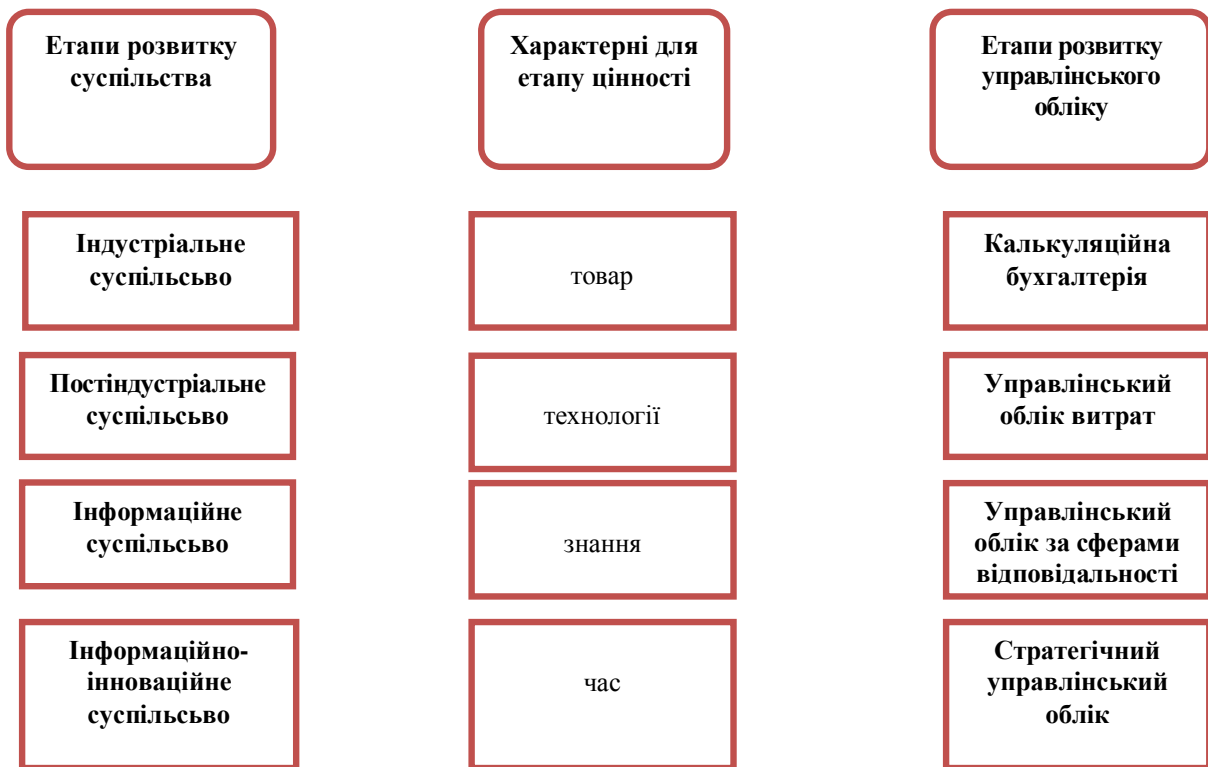 Етапи розвитку
суспільства
Характерні для
етапу цінності
Етапи розвитку
управлінського
обліку
Індустріальне
суспільсьво
товар
Калькуляційна
бухгалтерія
Постіндустріальне
суспільсьво
технології
Управлінський
облік витрат
Інформаційне
суспільсьво
знання
Управлінський
облік за сферами
відповідальності
Інформаційно-
інноваційне
суспільсьво
час
Стратегічний
управлінський
облік